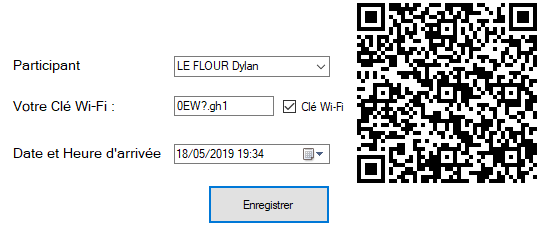 Participant LE FLOUR Dylan
Votre Clé Wi-Fi : 0EW?.gh1 Clé Wi-Fi
Date et Heure d'arrivée 18/05/2019 19:34
Enregistrer